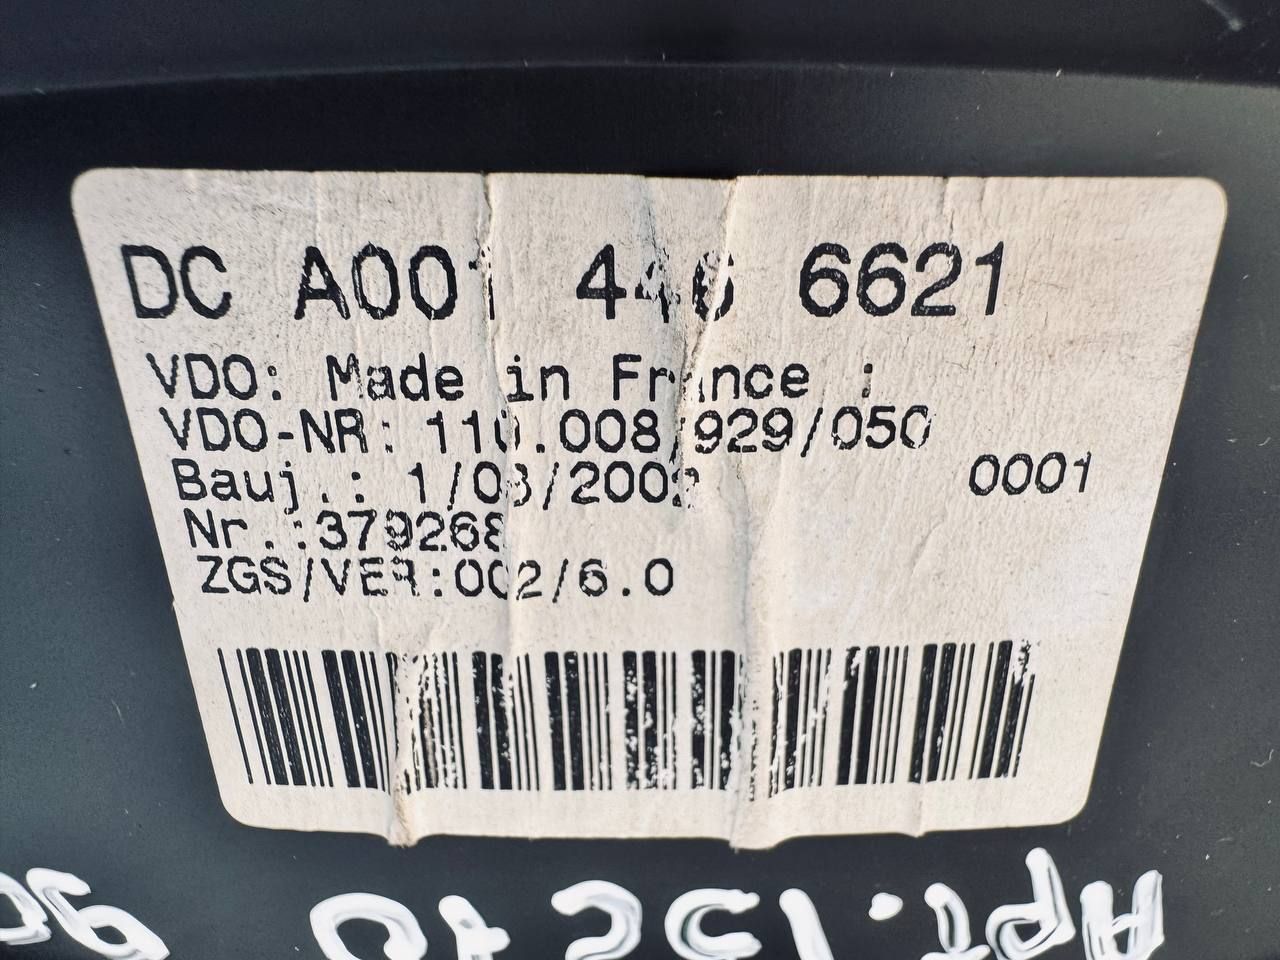 DC A001 446 6621
VDO: Made in France :
VDO-NR: 110.008/929/050
Bauj.: 1/03/2002
0001
Nr.:379268
ZGS/VER:002/6.0